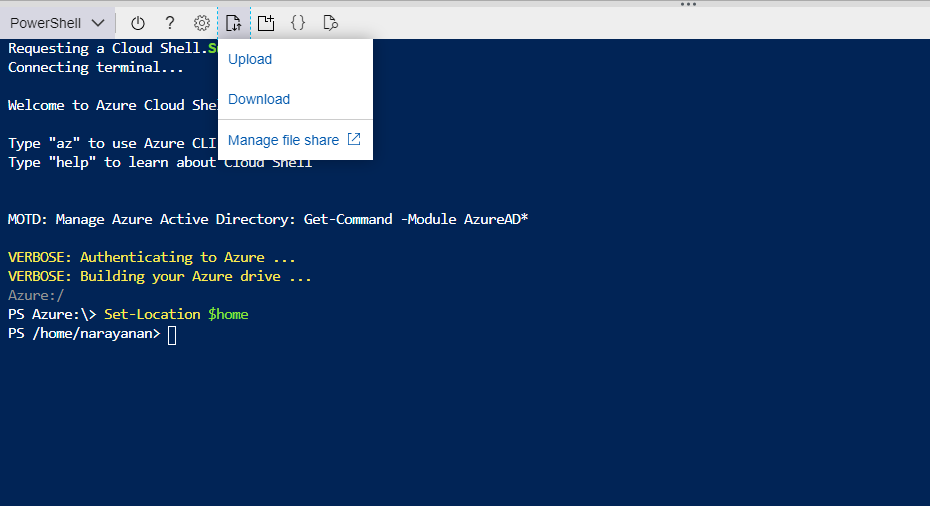 PowerShell
?
{}
Upload
Download
Manage file share
Requesting a Cloud Shell.
Connecting terminal...
Welcome to Azure Cloud
Type "az" to use Azure CLI
Type "help" to learn about Cloud Shell
MOTD: Manage Azure Active Directory: Get-Command -Module AzureAD*
VERBOSE: Authenticating to Azure ...
VERBOSE: Building your Azure drive ...
Azure:/
PS Azure:\> Set-Location $home
PS /home/narayanan>